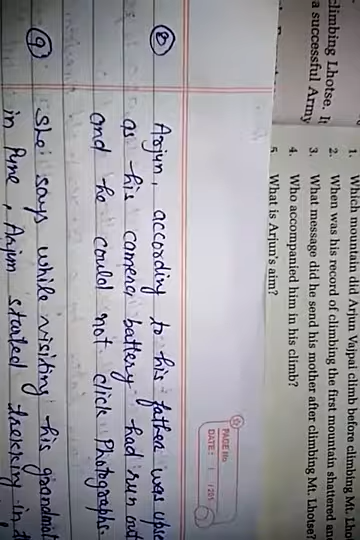 climbing Lhotse. It
a successful Army
1. Which mountain did Arjun Vajpai climb before climbing Mt. Lho
2. When was his record of climbing the first mountain shattered and
3. What message did he send his mother after climbing Mt. Lhotse?
4. Who accompanied him in his climb?
5. What is Arjun's aim?
PAGE No
DATE: / /201
⑧ Arjun, according to his father was upse
as his camera battery had run out
and he could not click Photographs.
⑨ She says while visiting his grandmot
in Pune, Arjun started trekking in t